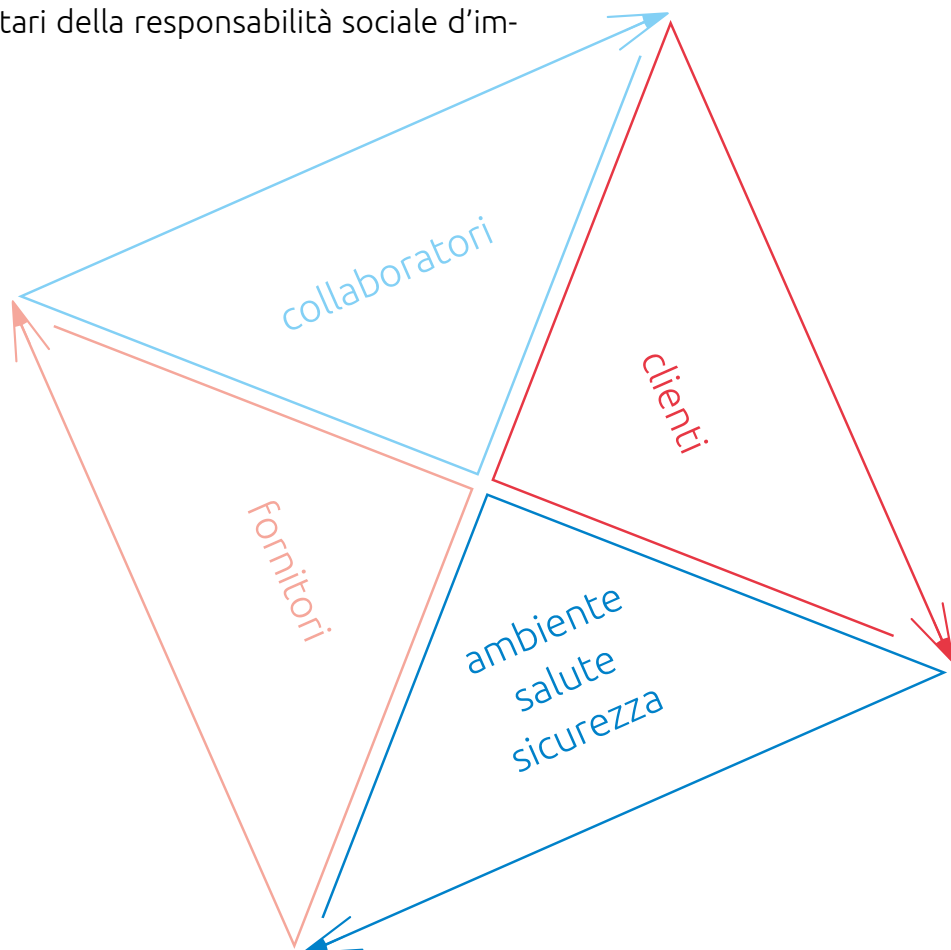 tari della responsabilità sociale d’im-
collaboratori
clienti
fornitori
ambiente
salute
sicurezza